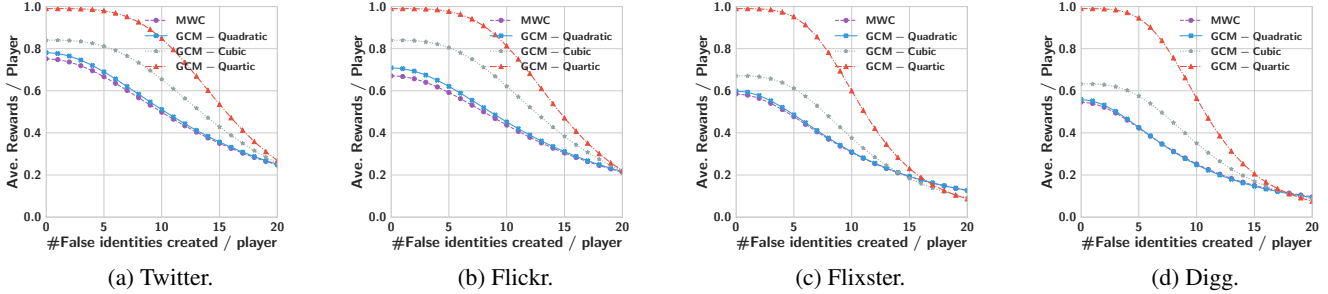 Ave. Rewards / Player
1.0
0.8
0.6
0.4
0.2
0.0
MWC
GCM – Quadratic
GCM – Cubic
GCM – Quartic
0 5 10 15 20
#False identities created / player
(a) Twitter.
Ave. Rewards / Player
1.0
0.8
0.6
0.4
0.2
0.0
MWC
GCM – Quadratic
GCM – Cubic
GCM – Quartic
0 5 10 15 20
#False identities created / player
(b) Flickr.
Ave. Rewards / Player
1.0
0.8
0.6
0.4
0.2
0.0
MWC
GCM – Quadratic
GCM – Cubic
GCM – Quartic
0 5 10 15 20
#False identities created / player
(c) Flixster.
Ave. Rewards / Player
1.0
0.8
0.6
0.4
0.2
0.0
MWC
GCM – Quadratic
GCM – Cubic
GCM – Quartic
0 5 10 15 20
#False identities created / player
(d) Digg.